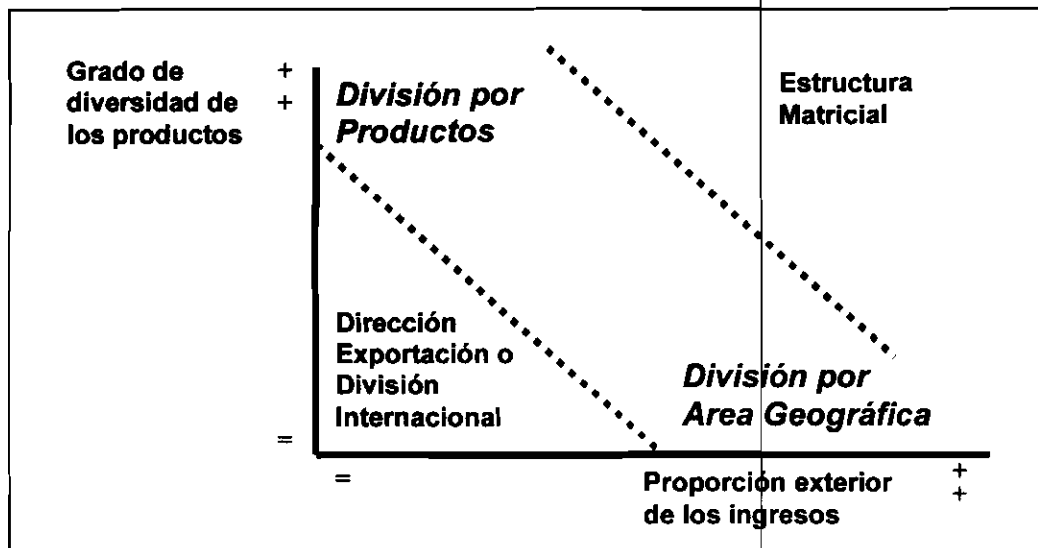 Grado de
diversidad de
los productos
+
+
División por
Productos
Estructura
Matricial
Dirección
Exportación o
División
Internacional
División por
Area Geográfica
=
=
Proporción exterior
de los ingresos
+
+